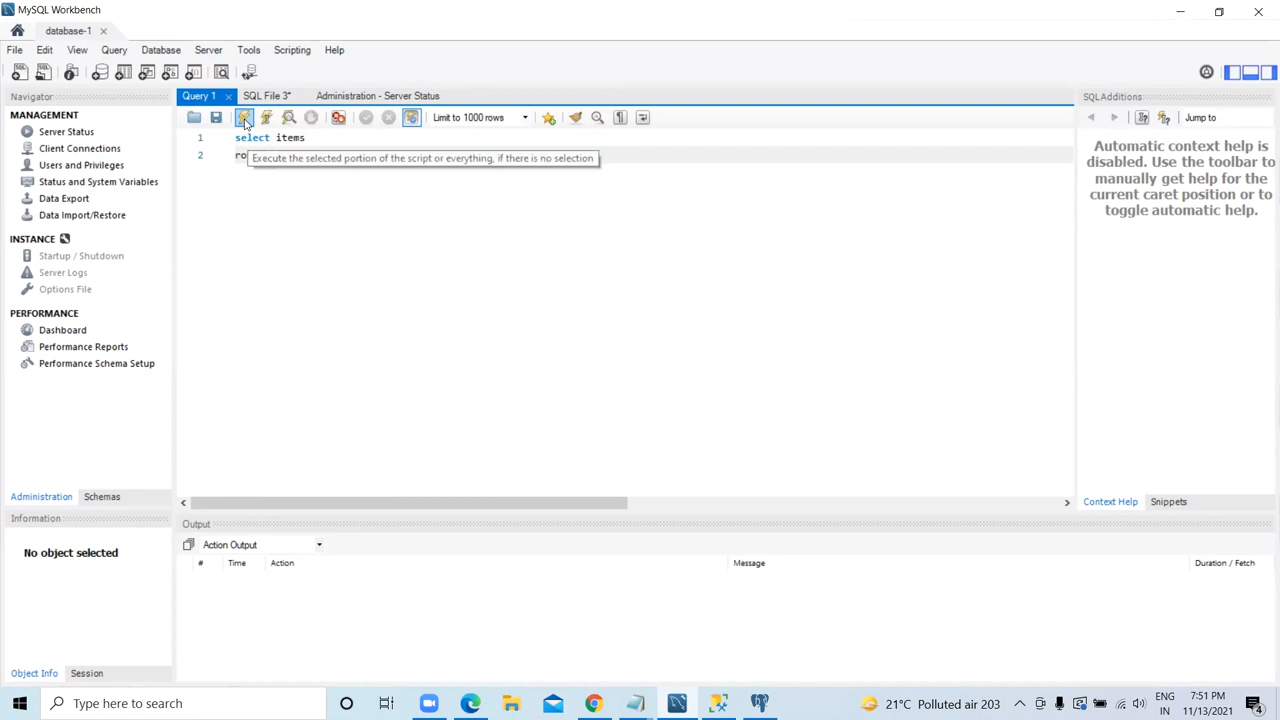 MySQL Workbench
database-1
File Edit View Query Database Server Tools Scripting Help
Navigator
MANAGEMENT
Server Status
Client Connections
Users and Privileges
Status and System Variables
Data Export
Data Import/Restore
INSTANCE
Startup / Shutdown
Server Logs
Options File
PERFORMANCE
Dashboard
Performance Reports
Performance Schema Setup
Administration Schemas
Information
No object selected
Object Info Session
Query 1 SQL File 3* Administration - Server Status
Limit to 1000 rows
1 select items
2 ro
Execute the selected portion of the script or everything, if there is no selection
Output
Action Output
# Time Action Message Duration / Fetch
SQLAdditions
Jump to
Automatic context help is
disabled. Use the toolbar to
manually get help for the
current caret position or to
toggle automatic help.
Context Help Snippets
Type here to search
21°C Polluted air 203
ENG
IN
7:51 PM
11/13/2021
4